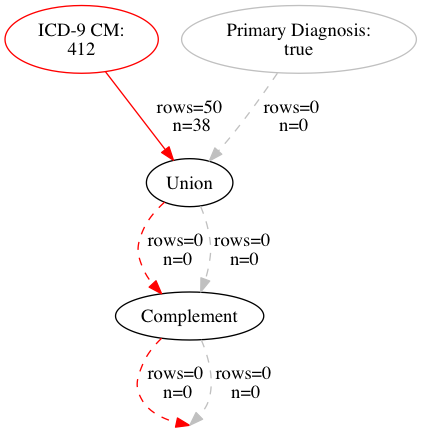 ICD-9 CM:
412
Primary Diagnosis:
true
rows=50
n=38
rows=0
n=0
Union
rows=0
n=0
rows=0
n=0
Complement
rows=0
n=0
rows=0
n=0